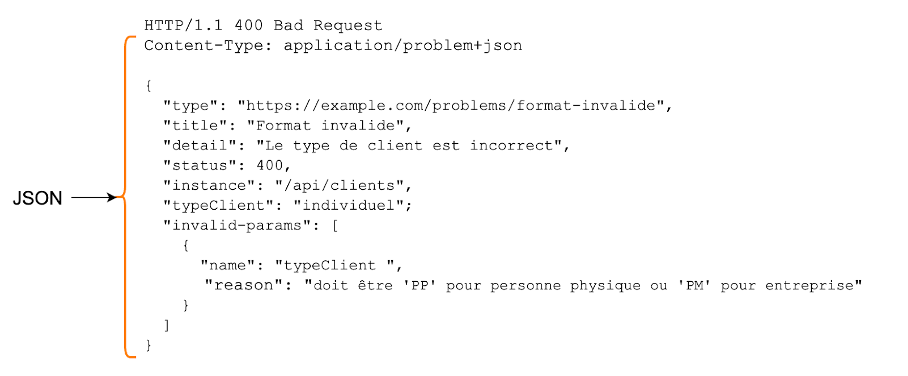 HTTP/1.1 400 Bad Request
Content-Type: application/problem+json
{
"type": "https://example.com/problems/format-invalide",
"title": "Format invalide",
"detail": "Le type de client est incorrect",
"status": 400,
"instance": "/api/clients",
JSON
"typeClient": "individuel";
"invalid-params": [
{
"name": "typeClient ",
"reason": "doit être 'PP' pour personne physique ou 'PM' pour entreprise"
}
]
}